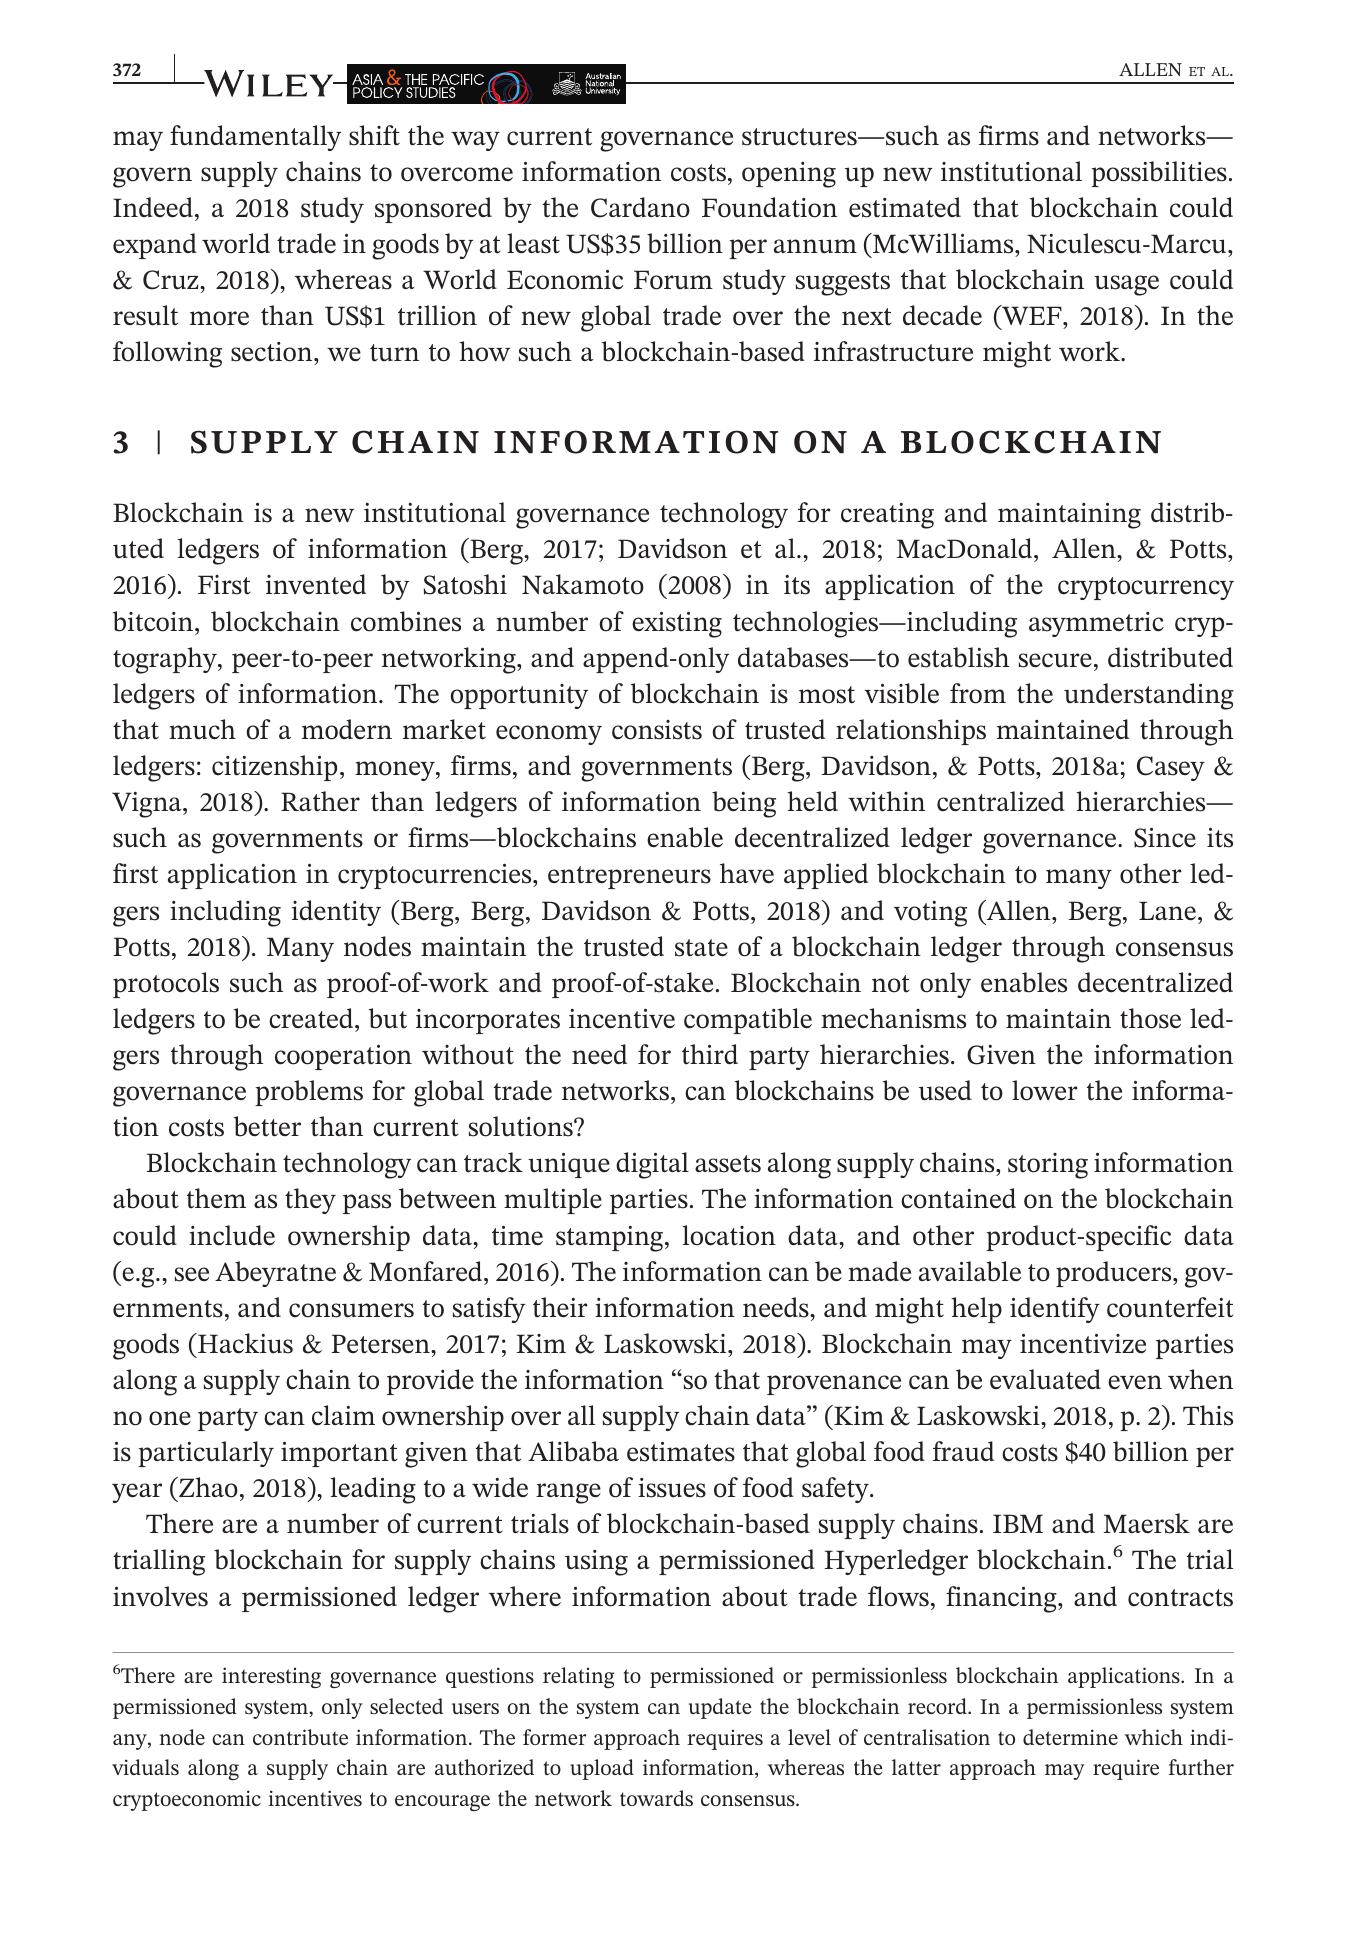 372
WILEY
ASIA & THE PACIFIC
POLICY STUDIES
Australian
National
University
ALLEN ET AL.
may fundamentally shift the way current governance structures—such as firms and networks—
govern supply chains to overcome information costs, opening up new institutional possibilities.
Indeed, a 2018 study sponsored by the Cardano Foundation estimated that blockchain could
expand world trade in goods by at least US$35 billion per annum (McWilliams, Niculescu-Marcu,
& Cruz, 2018), whereas a World Economic Forum study suggests that blockchain usage could
result more than US$1 trillion of new global trade over the next decade (WEF, 2018). In the
following section, we turn to how such a blockchain-based infrastructure might work.
3 | SUPPLY CHAIN INFORMATION ON A BLOCKCHAIN
Blockchain is a new institutional governance technology for creating and maintaining distrib-
uted ledgers of information (Berg, 2017; Davidson et al., 2018; MacDonald, Allen, & Potts,
2016). First invented by Satoshi Nakamoto (2008) in its application of the cryptocurrency
bitcoin, blockchain combines a number of existing technologies—including asymmetric cryp-
tography, peer-to-peer networking, and append-only databases—to establish secure, distributed
ledgers of information. The opportunity of blockchain is most visible from the understanding
that much of a modern market economy consists of trusted relationships maintained through
ledgers: citizenship, money, firms, and governments (Berg, Davidson, & Potts, 2018a; Casey &
Vigna, 2018). Rather than ledgers of information being held within centralized hierarchies—
such as governments or firms—blockchains enable decentralized ledger governance. Since its
first application in cryptocurrencies, entrepreneurs have applied blockchain to many other led-
gers including identity (Berg, Berg, Davidson & Potts, 2018) and voting (Allen, Berg, Lane, &
Potts, 2018). Many nodes maintain the trusted state of a blockchain ledger through consensus
protocols such as proof-of-work and proof-of-stake. Blockchain not only enables decentralized
ledgers to be created, but incorporates incentive compatible mechanisms to maintain those led-
gers through cooperation without the need for third party hierarchies. Given the information
governance problems for global trade networks, can blockchains be used to lower the informa-
tion costs better than current solutions?
Blockchain technology can track unique digital assets along supply chains, storing information
about them as they pass between multiple parties. The information contained on the blockchain
could include ownership data, time stamping, location data, and other product-specific data
(e.g., see Abeyratne & Monfared, 2016). The information can be made available to producers, gov-
ernments, and consumers to satisfy their information needs, and might help identify counterfeit
goods (Hackius & Petersen, 2017; Kim & Laskowski, 2018). Blockchain may incentivize parties
along a supply chain to provide the information “so that provenance can be evaluated even when
no one party can claim ownership over all supply chain data” (Kim & Laskowski, 2018, p. 2). This
is particularly important given that Alibaba estimates that global food fraud costs $40 billion per
year (Zhao, 2018), leading to a wide range of issues of food safety.
There are a number of current trials of blockchain-based supply chains. IBM and Maersk are
trialling blockchain for supply chains using a permissioned Hyperledger blockchain.⁶ The trial
involves a permissioned ledger where information about trade flows, financing, and contracts
⁶There are interesting governance questions relating to permissioned or permissionless blockchain applications. In a
permissioned system, only selected users on the system can update the blockchain record. In a permissionless system
any, node can contribute information. The former approach requires a level of centralisation to determine which indi-
viduals along a supply chain are authorized to upload information, whereas the latter approach may require further
cryptoeconomic incentives to encourage the network towards consensus.